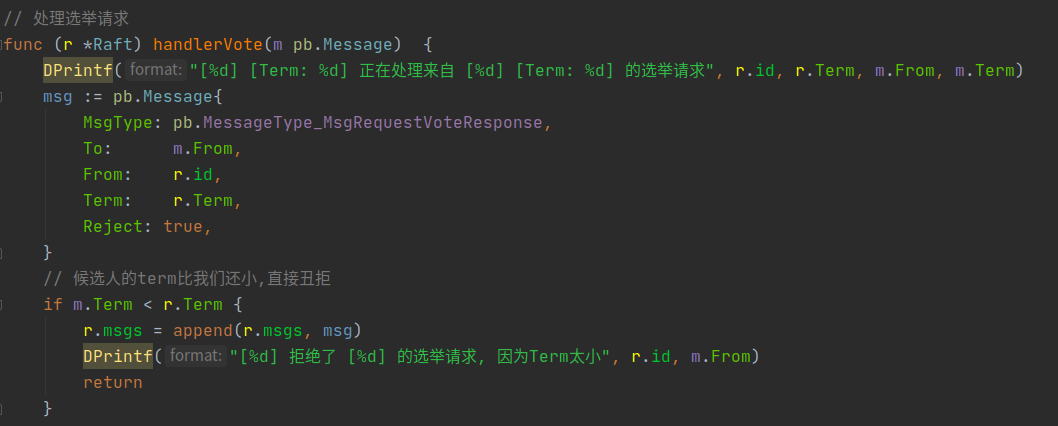 // 处理选举请求
func (r *Raft) handlerVote(m pb.Message)  {
DPrintf( format: "[%d] [Term: %d] 正在处理来自 [%d] [Term: %d] 的选举请求", r.id, r.Term, m.From, m.Term)
msg := pb.Message{
MsgType: pb.MessageType_MsgRequestVoteResponse,
To:      m.From,
From:    r.id,
Term:    r.Term,
Reject: true,
}
// 候选人的term比我们还小,直接丑拒
if m.Term < r.Term {
r.msgs = append(r.msgs, msg)
DPrintf( format: "[%d] 拒绝了 [%d] 的选举请求, 因为Term太小", r.id, m.From)
return
}